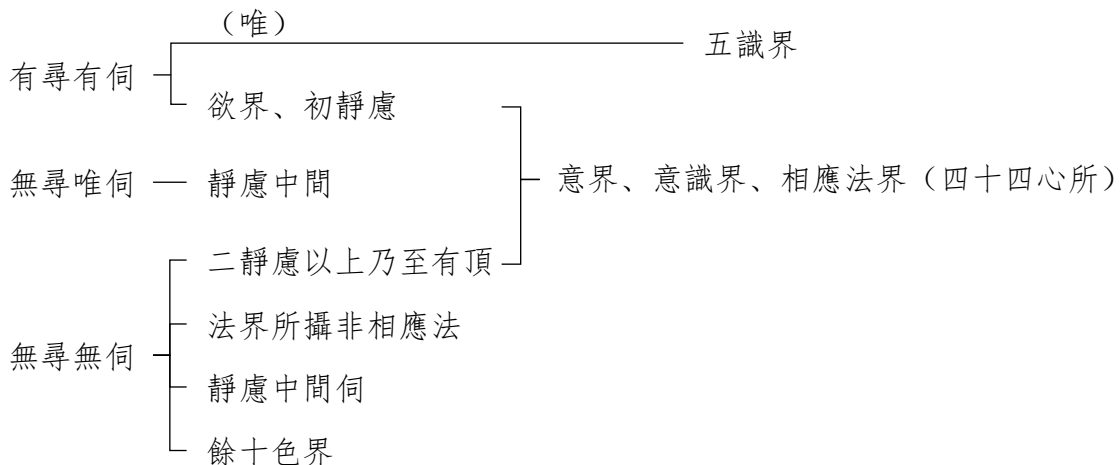 （唯）
五識界
有尋有伺
欲界、初靜慮
無尋唯伺
靜慮中間
意界、意識界、相應法界（四十四心所）
二靜慮以上乃至有頂
法界所攝非相應法
無尋無伺
靜慮中間伺
餘十色界